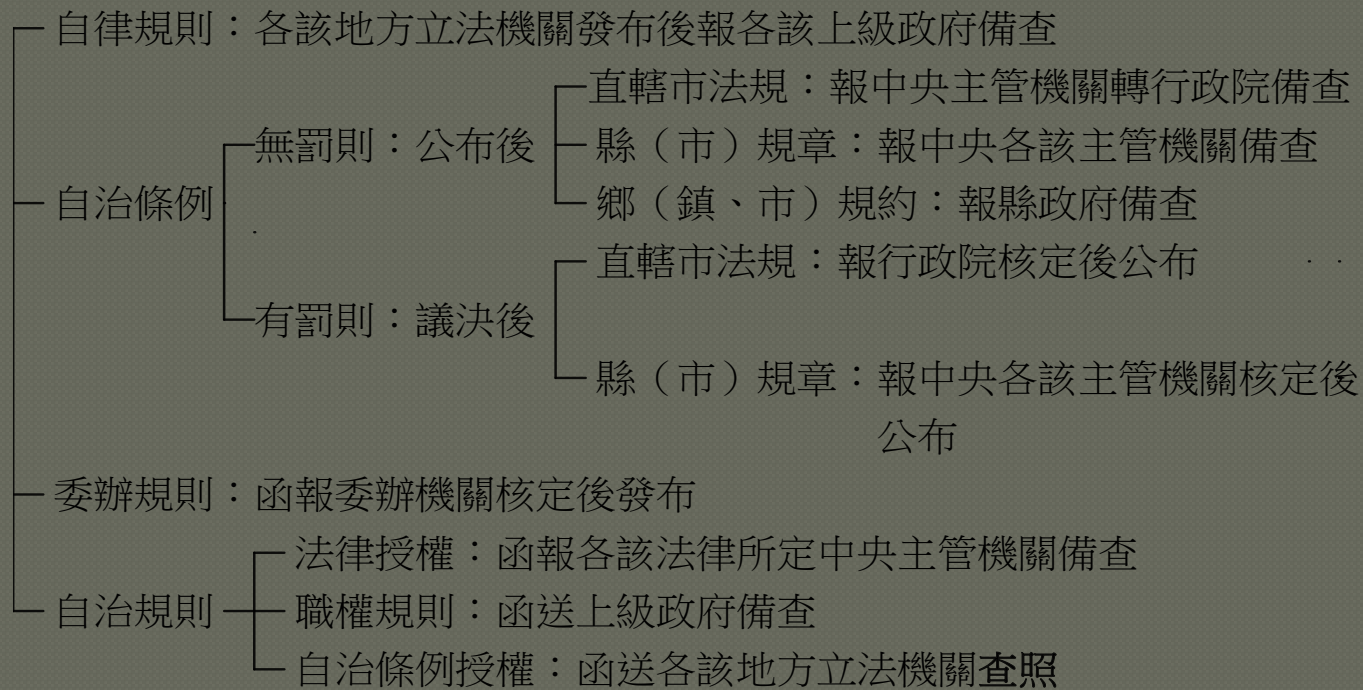 自律規則：各該地方立法機關發布後報各該上級政府備查
直轄市法規：報中央主管機關轉行政院備查
無罰則：公布後
縣（市）規章：報中央各該主管機關備查
自治條例
鄉（鎮、市）規約：報縣政府備查
直轄市法規：報行政院核定後公布
有罰則：議決後
縣（市）規章：報中央各該主管機關核定後
公布
委辦規則：函報委辦機關核定後發布
法律授權：函報各該法律所定中央主管機關備查
自治規則
職權規則：函送上級政府備查
自治條例授權：函送各該地方立法機關查照